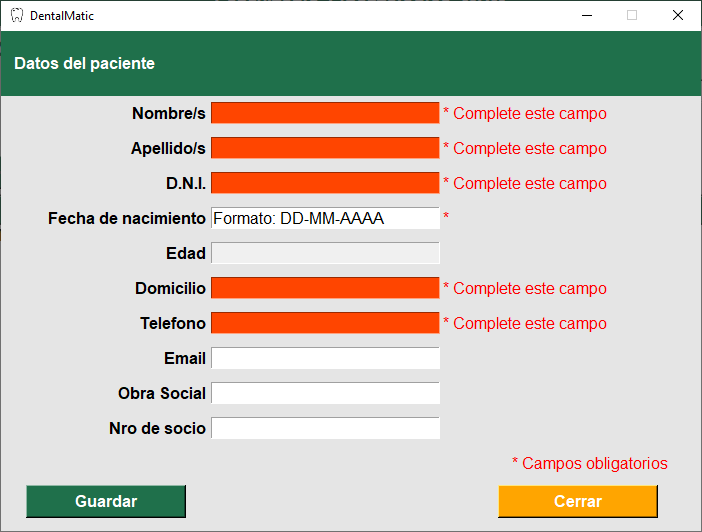 DentalMatic
Datos del paciente
Nombre/s * Complete este campo
Apellido/s * Complete este campo
D.N.I. * Complete este campo
Fecha de nacimiento Formato: DD-MM-AAAA *
Edad
Domicilio * Complete este campo
Telefono * Complete este campo
Email
Obra Social
Nro de socio
* Campos obligatorios
Guardar Cerrar